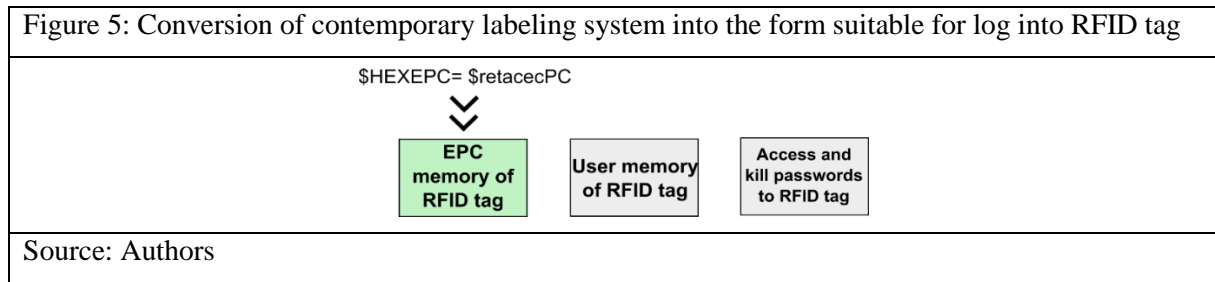 Figure 5: Conversion of contemporary labeling system into the form suitable for log into RFID tag
$HEXEPC= $retacecPC
EPC
memory of
RFID tag
User memory
of RFID tag
Access and
kill passwords
to RFID tag
Source: Authors